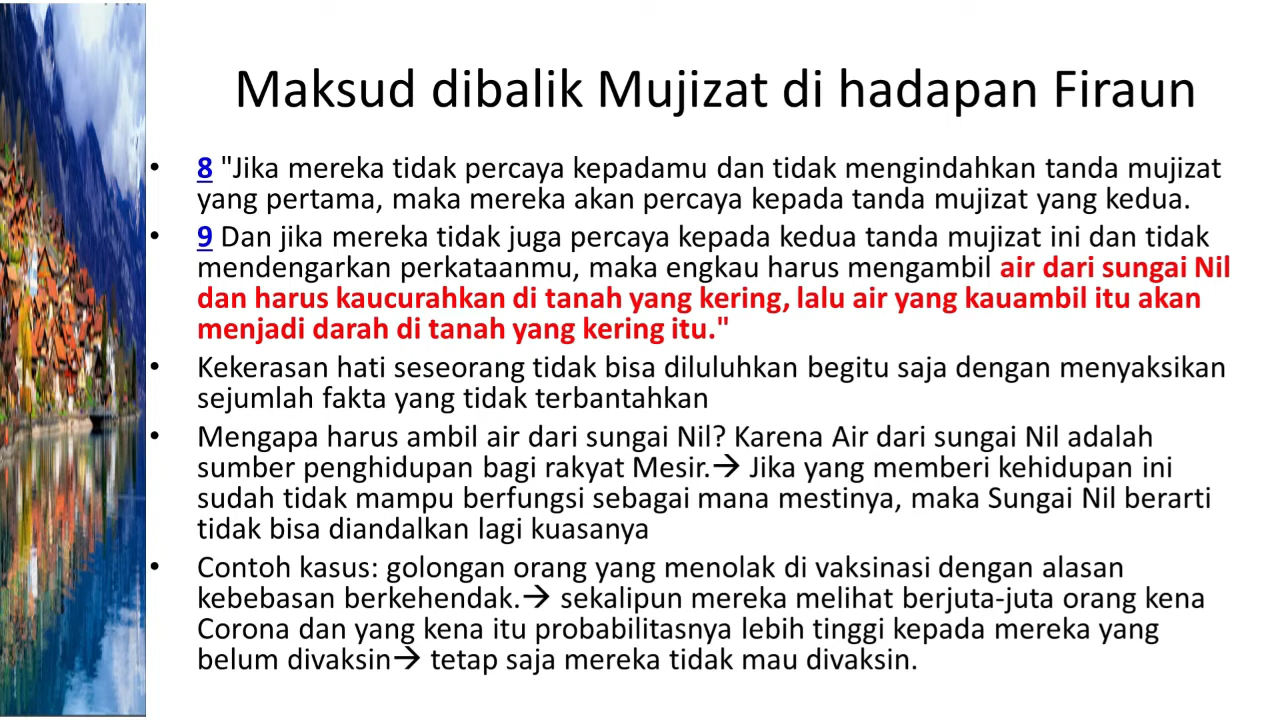 Maksud dibalik Mujizat di hadapan Firaun
• 8 "Jika mereka tidak percaya kepadamu dan tidak mengindahkan tanda mujizat
yang pertama, maka mereka akan percaya kepada tanda mujizat yang kedua.
• 9 Dan jika mereka tidak juga percaya kepada kedua tanda mujizat ini dan tidak
mendengarkan perkataanmu, maka engkau harus mengambil air dari sungai Nil
dan harus kaucurahkan di tanah yang kering, lalu air yang kauambil itu akan
menjadi darah di tanah yang kering itu."
• Kekerasan hati seseorang tidak bisa diluluhkan begitu saja dengan menyaksikan
sejumlah fakta yang tidak terbantahkan
• Mengapa harus ambil air dari sungai Nil? Karena Air dari sungai Nil adalah
sumber penghidupan bagi rakyat Mesir.→ Jika yang memberi kehidupan ini
sudah tidak mampu berfungsi sebagai mana mestinya, maka Sungai Nil berarti
tidak bisa diandalkan lagi kuasanya
• Contoh kasus: golongan orang yang menolak di vaksinasi dengan alasan
kebebasan berkehendak.→ sekalipun mereka melihat berjuta-juta orang kena
Corona dan yang kena itu probabilitasnya lebih tinggi kepada mereka yang
belum divaksin→ tetap saja mereka tidak mau divaksin.